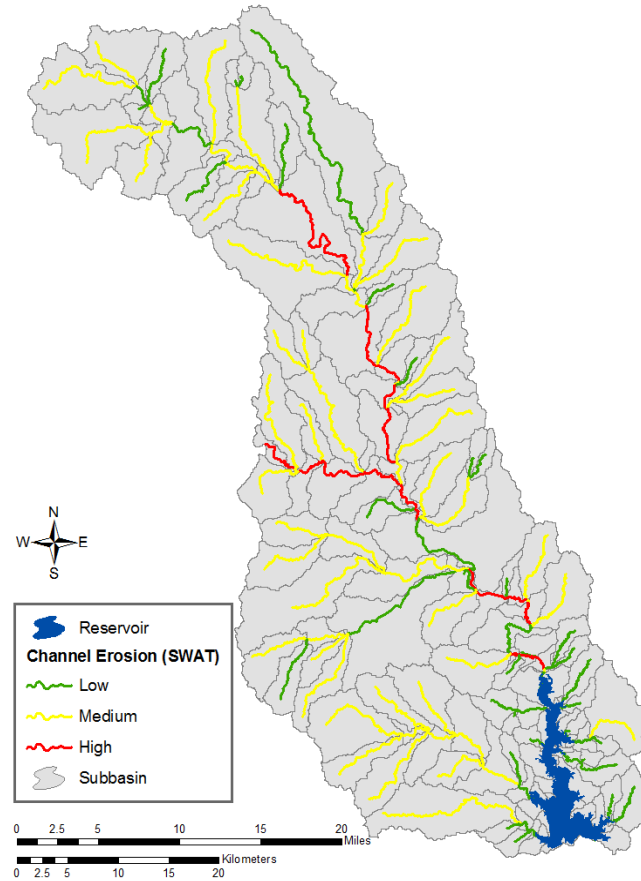 N
W E
S
Reservoir
Channel Erosion (SWAT)
Low
Medium
High
Subbasin
0 2.5 5 10 15 20
Miles
Kilometers
0 2.5 5 10 15 20